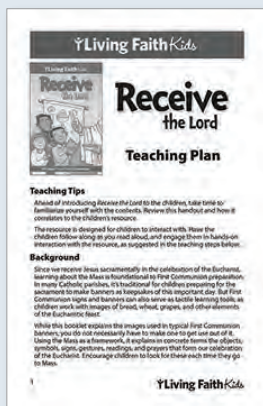 Living Faith Kids
Living Faith Kids
Receive
the Lord
Receive
the Lord
Teaching Plan
Teaching Tips
Ahead of introducing Receive the Lord to the children, take time to
familiarize yourself with the contents. Review this handout and how it
correlates to the children's resource.
The resource is designed for children to interact with. Have the
children follow along as you read aloud, and engage them in hands-on
interaction with the resource, as suggested in the teaching steps below.
Background
Since we receive Jesus sacramentally in the celebration of the Eucharist,
learning about the Mass is foundational to First Communion preparation.
In many Catholic parishes, it's traditional for children preparing for the
sacrament to make banners as keepsakes of this important day. But First
Communion signs and banners can also serve as tactile learning tools, as
children work with images of bread, wheat, grapes, and other elements
of the Eucharistic feast.
While this booklet explains the images used in typical First Communion
banners, you do not necessarily have to make one to get use out of it.
Using the Mass as a framework, it explains in concrete terms the objects,
symbols, signs, gestures, readings, and prayers that form our celebration
of the Eucharist. Encourage children to look for these each time they go
to Mass.
1
Living Faith Kids